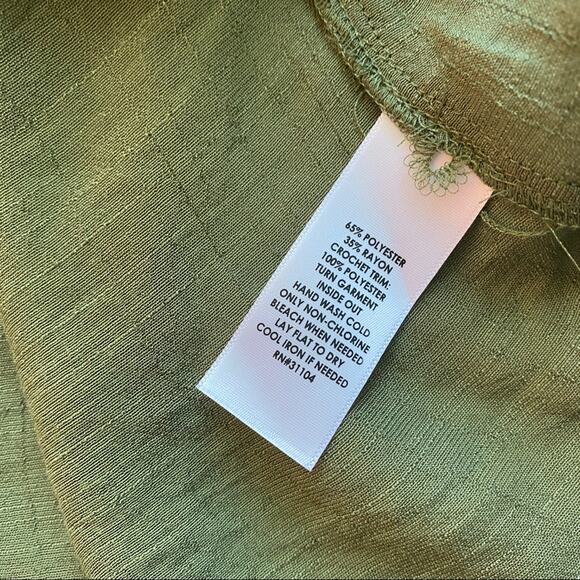 65% POLYESTER
35% RAYON
CROCHET TRIM:
100% POLYESTER
TURN GARMENT
INSIDE OUT
HAND WASH COLD
ONLY NON-CHLORINE
BLEACH WHEN NEEDED
LAY FLAT TO DRY
COOL IRON IF NEEDED
RN#31104